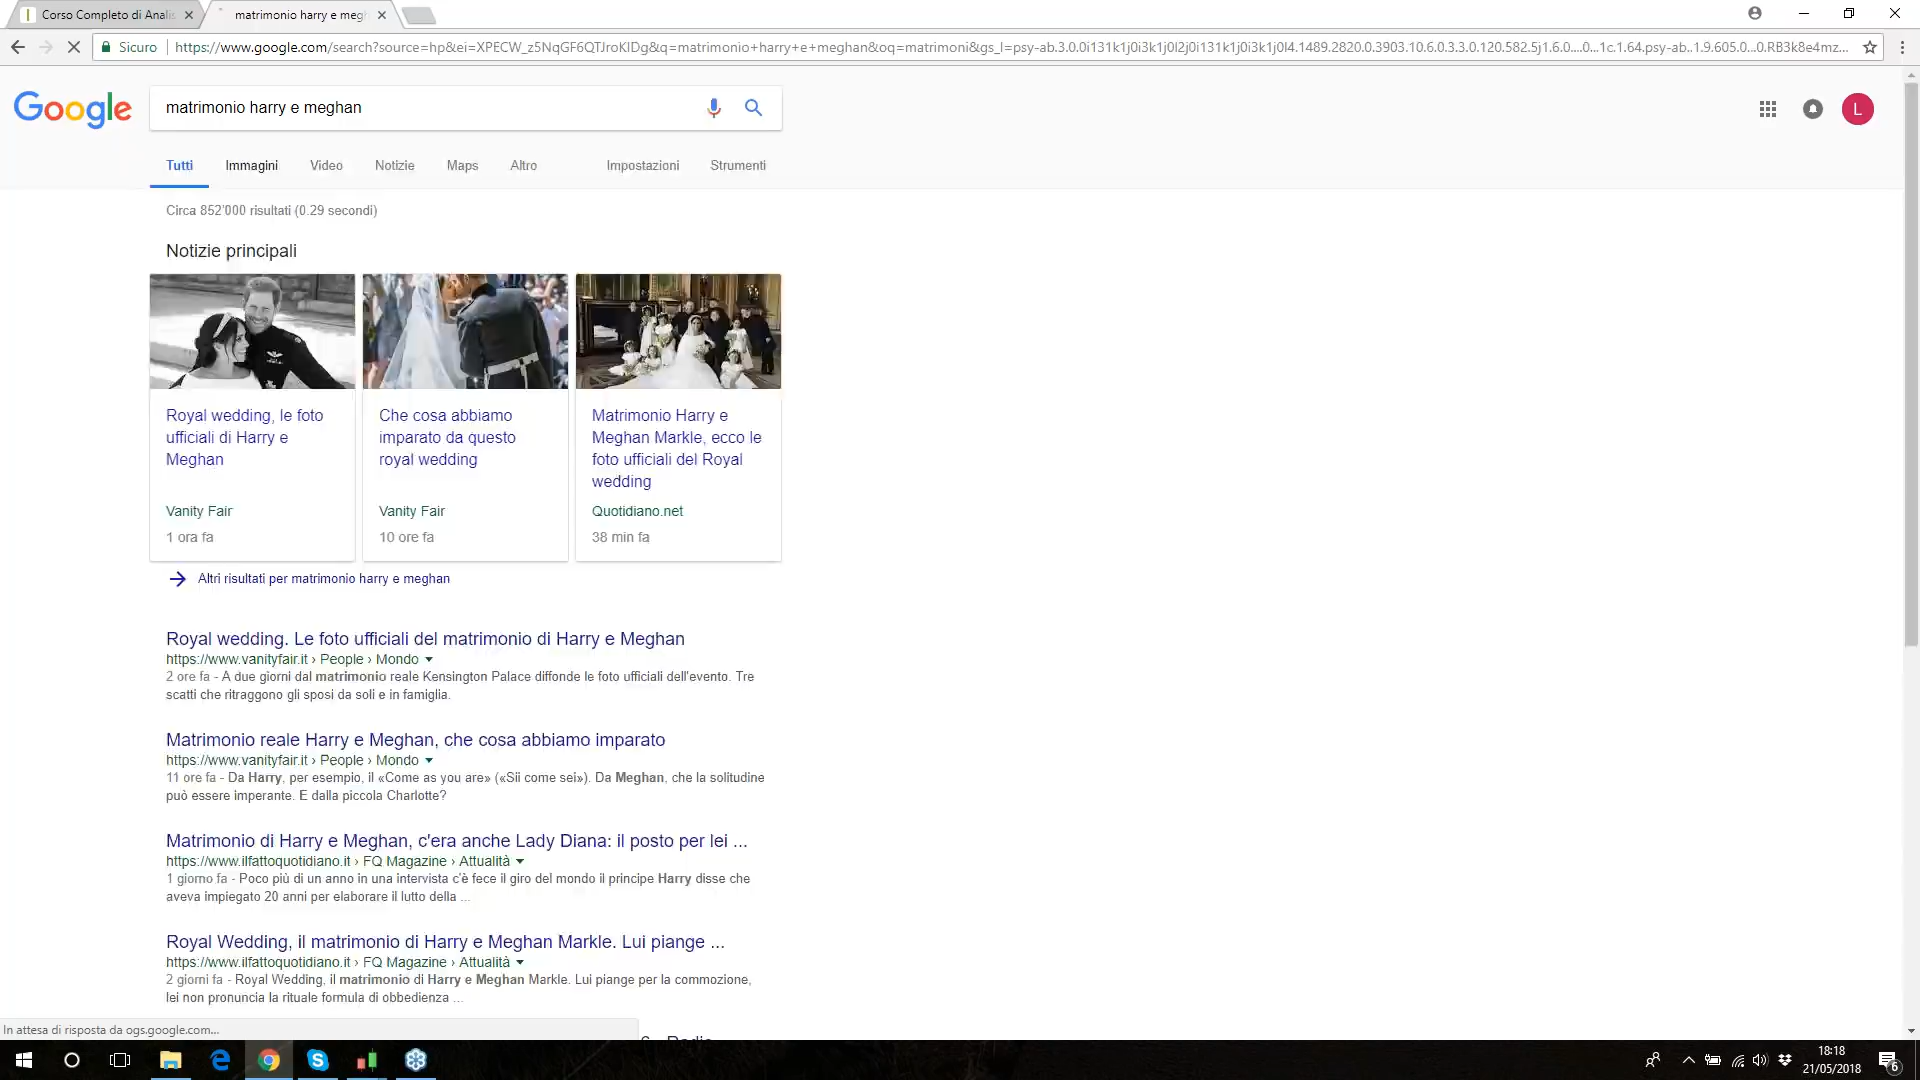 Corso Completo di Analis
matrimonio harry e megh
Sicuro
https://www.google.com/search?source=hp&ei=XPECW_z5NqGF6QTJroKIDg&q=matrimonio+harry+e+meghan&oq=matrimoni&gs_l=psy-ab.3.0.0i131k1j0i3k1j0l2j0i131k1j0i3k1j0l4.1489.2820.0.3903.10.6.0.3.3.0.120.582.5j1.6.0....0...1c.1.64.psy-ab..1.9.605.0...0.RB3k8e4mz...
Google
matrimonio harry e meghan
L
Tutti
Immagini
Video
Notizie
Maps
Altro
Impostazioni
Strumenti
Circa 852'000 risultati (0.29 secondi)
Notizie principali
Royal wedding, le foto
ufficiali di Harry e
Meghan
Vanity Fair
1 ora fa
Che cosa abbiamo
imparato da questo
royal wedding
Vanity Fair
10 ore fa
Matrimonio Harry e
Meghan Markle, ecco le
foto ufficiali del Royal
wedding
Quotidiano.net
38 min fa
Altri risultati per matrimonio harry e meghan
Royal wedding. Le foto ufficiali del matrimonio di Harry e Meghan
https://www.vanityfair.it › People › Mondo
2 ore fa - A due giorni dal matrimonio reale Kensington Palace diffonde le foto ufficiali dell'evento. Tre
scatti che ritraggono gli sposi da soli e in famiglia.
Matrimonio reale Harry e Meghan, che cosa abbiamo imparato
https://www.vanityfair.it › People › Mondo
11 ore fa - Da Harry, per esempio, il «Come as you are» («Sii come sei»). Da Meghan, che la solitudine
può essere imperante. E dalla piccola Charlotte?
Matrimonio di Harry e Meghan, c'era anche Lady Diana: il posto per lei ...
https://www.ilfattoquotidiano.it › FQ Magazine › Attualità
1 giorno fa - Poco più di un anno in una intervista c'è fece il giro del mondo il principe Harry disse che
aveva impiegato 20 anni per elaborare il lutto della ...
Royal Wedding, il matrimonio di Harry e Meghan Markle. Lui piange ...
https://www.ilfattoquotidiano.it › FQ Magazine › Attualità
2 giorni fa - Royal Wedding, il matrimonio di Harry e Meghan Markle. Lui piange per la commozione,
lei non pronuncia la rituale formula di obbedienza ...
In attesa di risposta da ogs.google.com...
18:18
21/05/2018
6